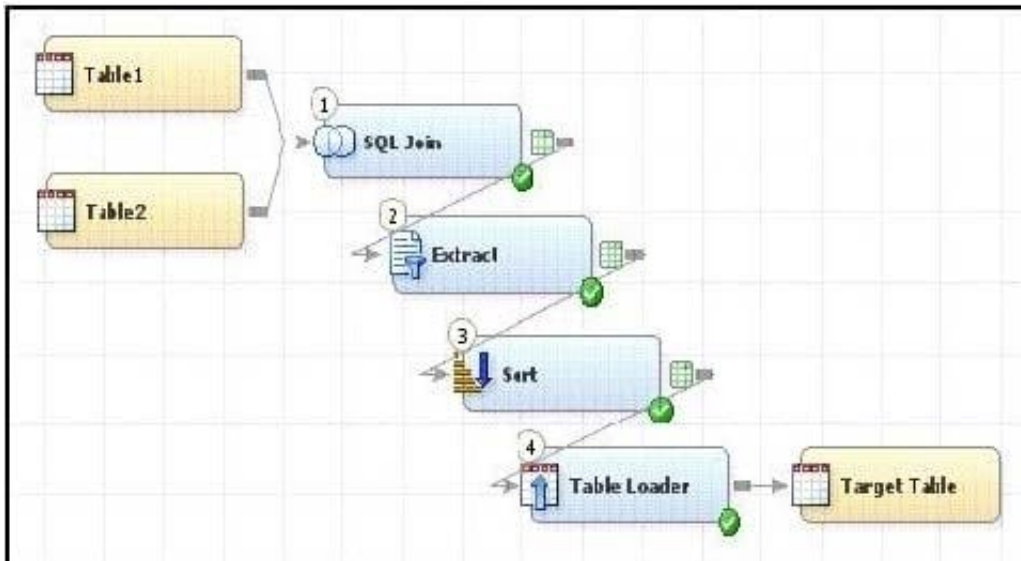 Table1
1
SQL Join
Table2
2
Extract
3
Sort
4
Table Loader
Target Table